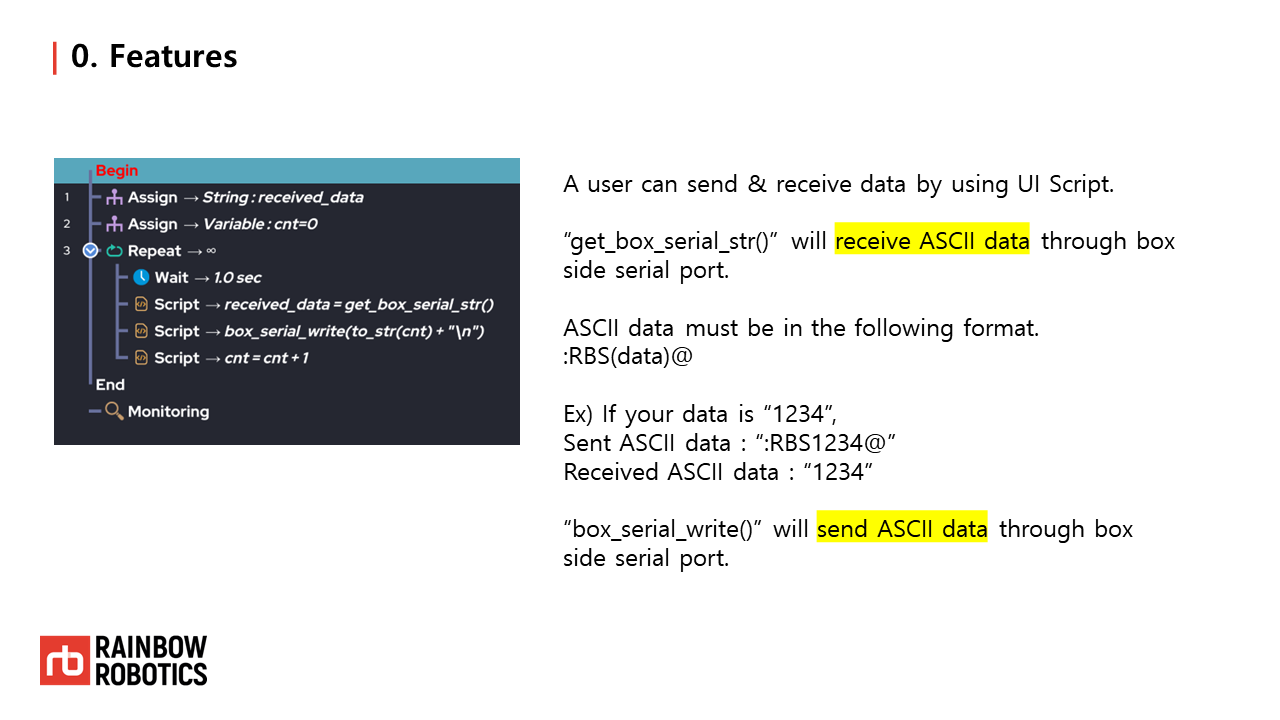 0. Features
Begin
1 Assign → String : received_data
2 Assign → Variable : cnt=0
3 Repeat → ∞
Wait → 1.0 sec
Script → received_data = get_box_serial_str()
Script → box_serial_write(to_str(cnt) + "\n")
Script → cnt = cnt + 1
End
Monitoring
A user can send & receive data by using UI Script.
“get_box_serial_str()” will receive ASCII data through box
side serial port.
ASCII data must be in the following format.
:RBS(data)@
Ex) If your data is “1234”,
Sent ASCII data : “:RBS1234@”
Received ASCII data : “1234”
“box_serial_write()” will send ASCII data through box
side serial port.
rb
RAINBOW
ROBOTICS